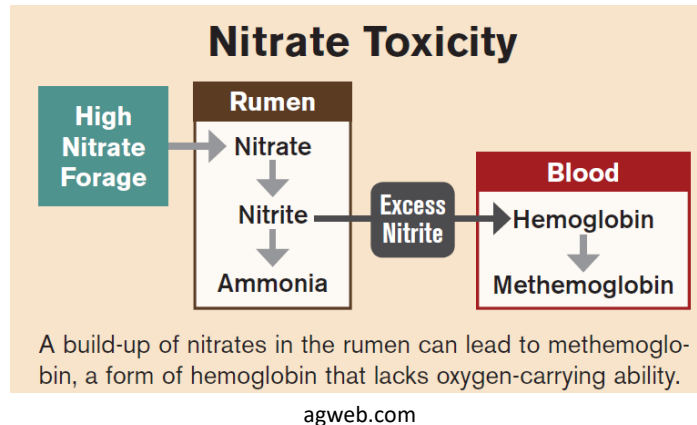 Nitrate Toxicity
High
Nitrate
Forage
Rumen
Nitrate
Nitrite
Ammonia
Excess
Nitrite
Blood
Hemoglobin
Methemoglobin
A build-up of nitrates in the rumen can lead to methemoglo-
bin, a form of hemoglobin that lacks oxygen-carrying ability.
agweb.com